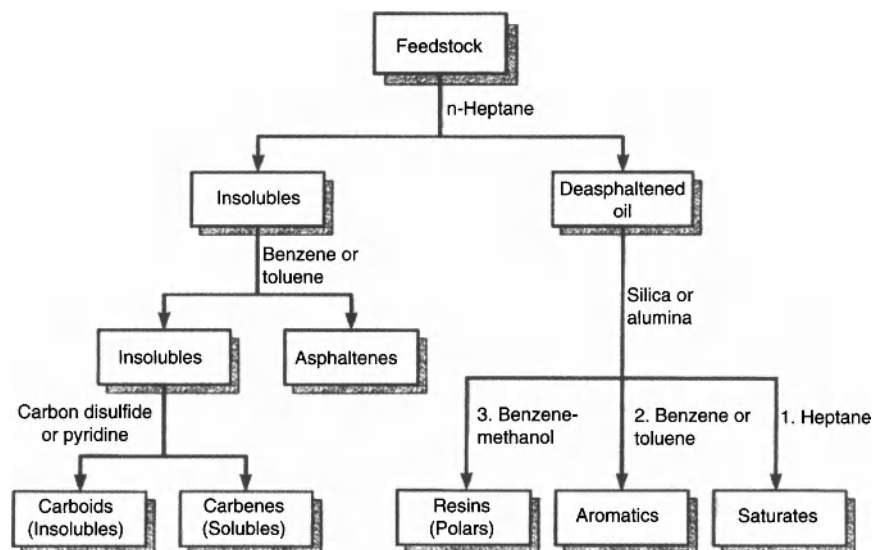 Feedstock
n-Heptane
Insolubles
Deasphaltened
oil
Benzene or
toluene
Silica or
alumina
Insolubles
Asphaltenes
Carbon disulfide
or pyridine
3. Benzene-
methanol
2. Benzene or
toluene
1. Heptane
Carboids
(Insolubles)
Carbenes
(Solubles)
Resins
(Polars)
Aromatics
Saturates